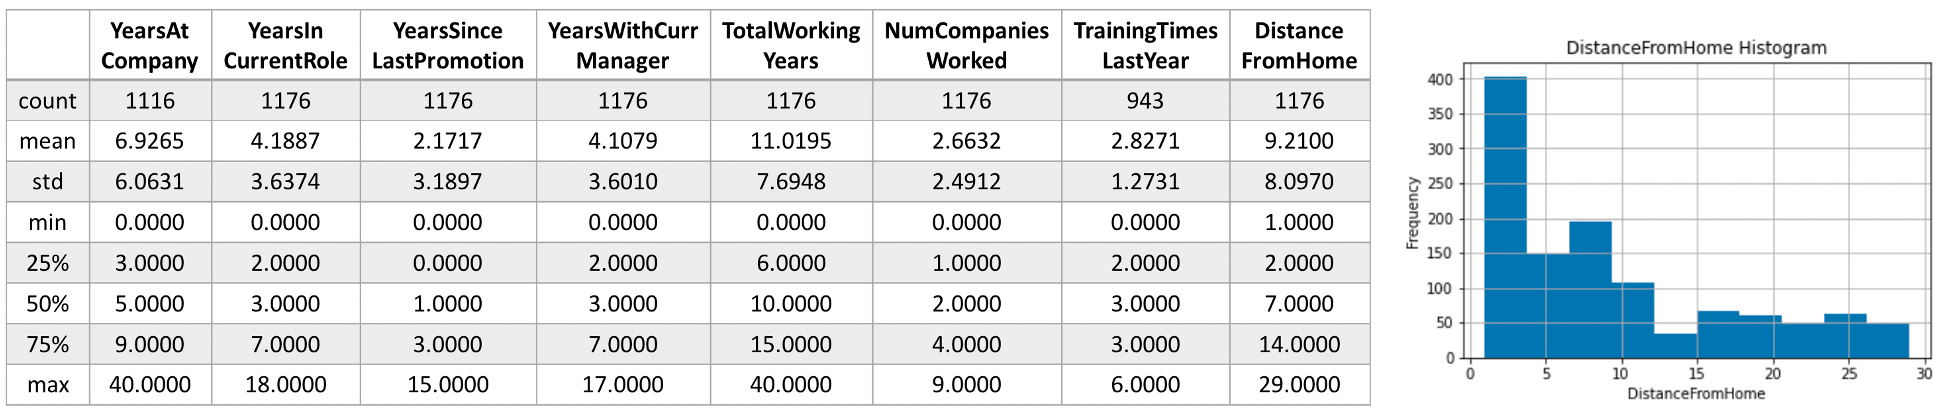 YearsAt YearsIn YearsSince YearsWithCurr TotalWorking NumCompanies TrainingTimes Distance
Company CurrentRole LastPromotion Manager Years Worked LastYear FromHome
count 1116 1176 1176 1176 1176 1176 943 1176
mean 6.9265 4.1887 2.1717 4.1079 11.0195 2.6632 2.8271 9.2100
std 6.0631 3.6374 3.1897 3.6010 7.6948 2.4912 1.2731 8.0970
min 0.0000 0.0000 0.0000 0.0000 0.0000 0.0000 0.0000 1.0000
25% 3.0000 2.0000 0.0000 2.0000 6.0000 1.0000 2.0000 2.0000
50% 5.0000 3.0000 1.0000 3.0000 10.0000 2.0000 3.0000 7.0000
75% 9.0000 7.0000 3.0000 7.0000 15.0000 4.0000 3.0000 14.0000
max 40.0000 18.0000 15.0000 17.0000 40.0000 9.0000 6.0000 29.0000
DistanceFromHome Histogram
Frequency
400
350
300
250
200
150
100
50
0
0 5 10 15 20 25 30
DistanceFromHome